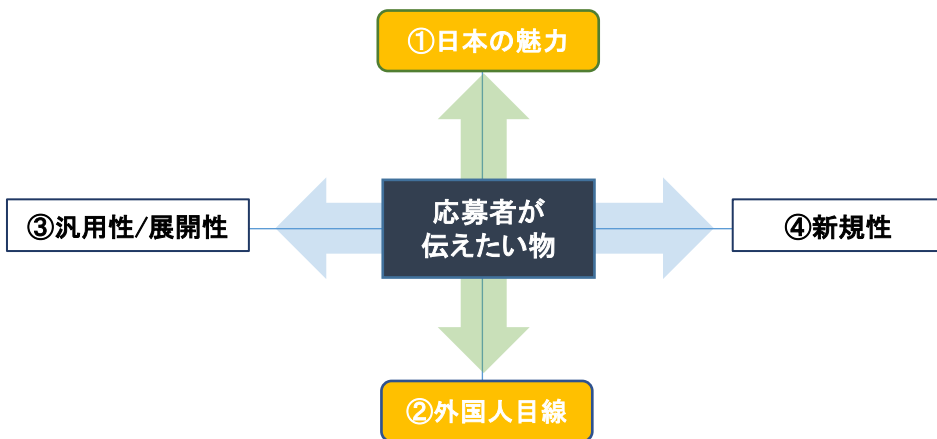 ①日本の魅力
応募者が
伝えたい物
③汎用性/展開性
④新規性
②外国人目線